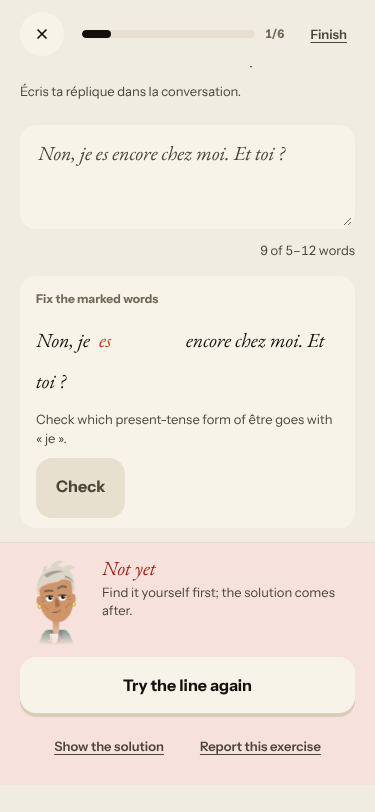 ✕ 1/6 Finish
Écris ta réplique dans la conversation.
Non, je es encore chez moi. Et toi ?
9 of 5–12 words
Fix the marked words
Non, je es encore chez moi. Et
toi ?
Check which present-tense form of être goes with
« je ».
Check
Not yet
Find it yourself first; the solution comes
after.
Try the line again
Show the solution Report this exercise